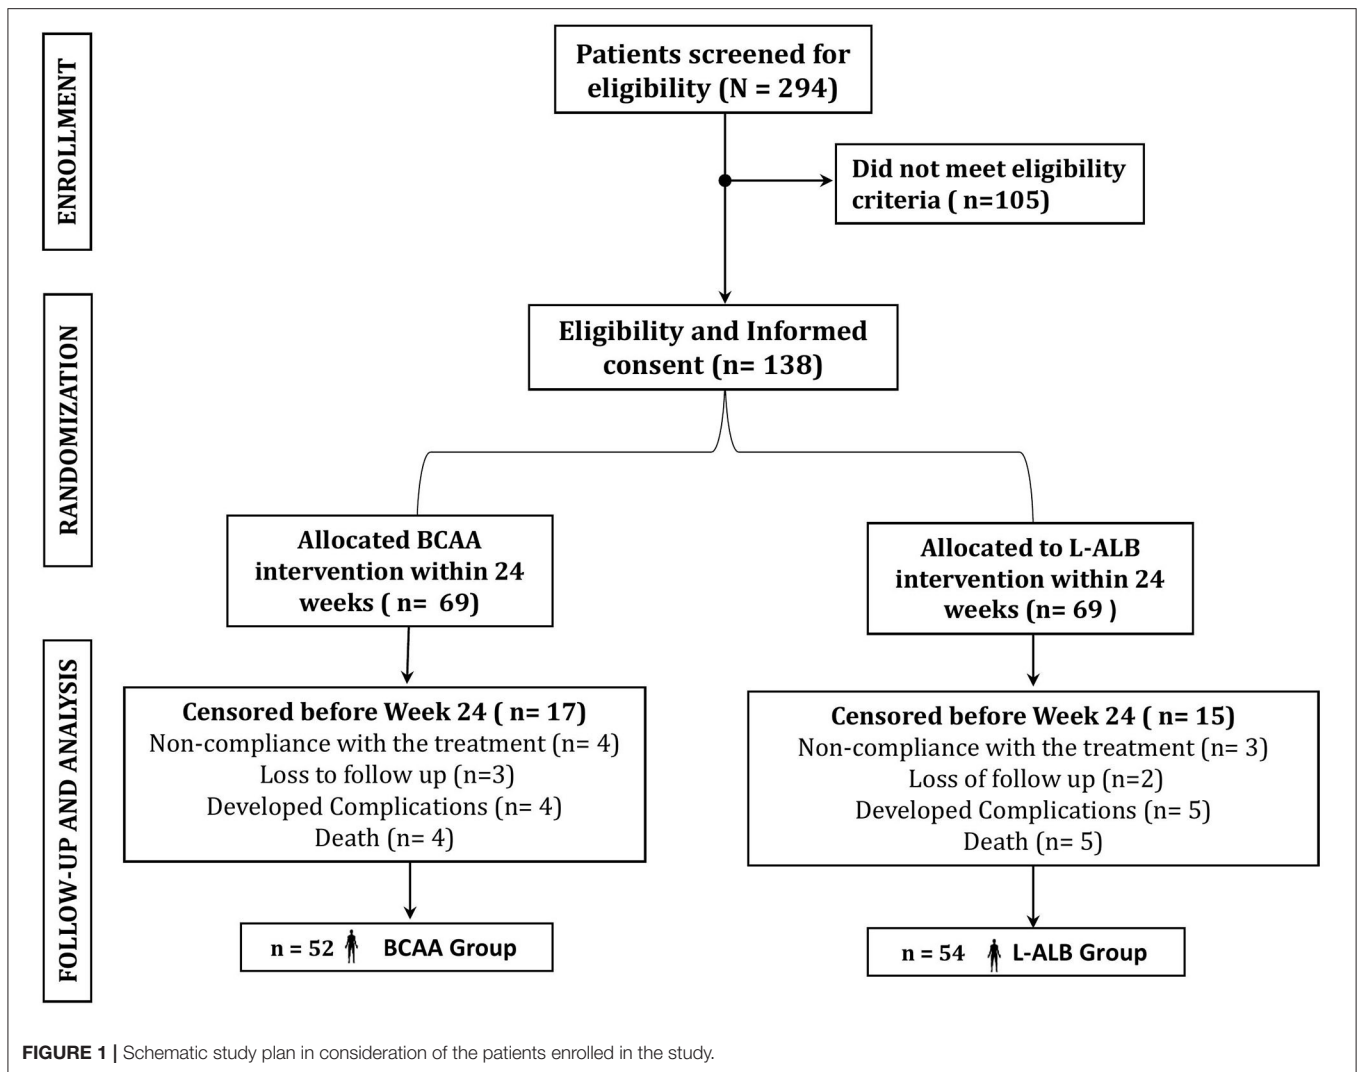 ENROLLMENT
Patients screened for
eligibility (N = 294)
Did not meet eligibility
criteria ( n=105)
RANDOMIZATION
Eligibility and Informed
consent (n= 138)
Allocated BCAA
intervention within 24
weeks ( n=  69)
Allocated to L-ALB
intervention within 24
weeks (n= 69 )
FOLLOW-UP AND ANALYSIS
Censored before Week 24 ( n= 17)
Non-compliance with the treatment (n= 4)
Loss to follow up (n=3)
Developed Complications (n= 4)
Death (n= 4)
Censored before Week 24 ( n= 15)
Non-compliance with the treatment (n= 3)
Loss of follow up (n=2)
Developed Complications (n= 5)
Death (n= 5)
n = 52 BCAA Group
n = 54 L-ALB Group
FIGURE 1 | Schematic study plan in consideration of the patients enrolled in the study.